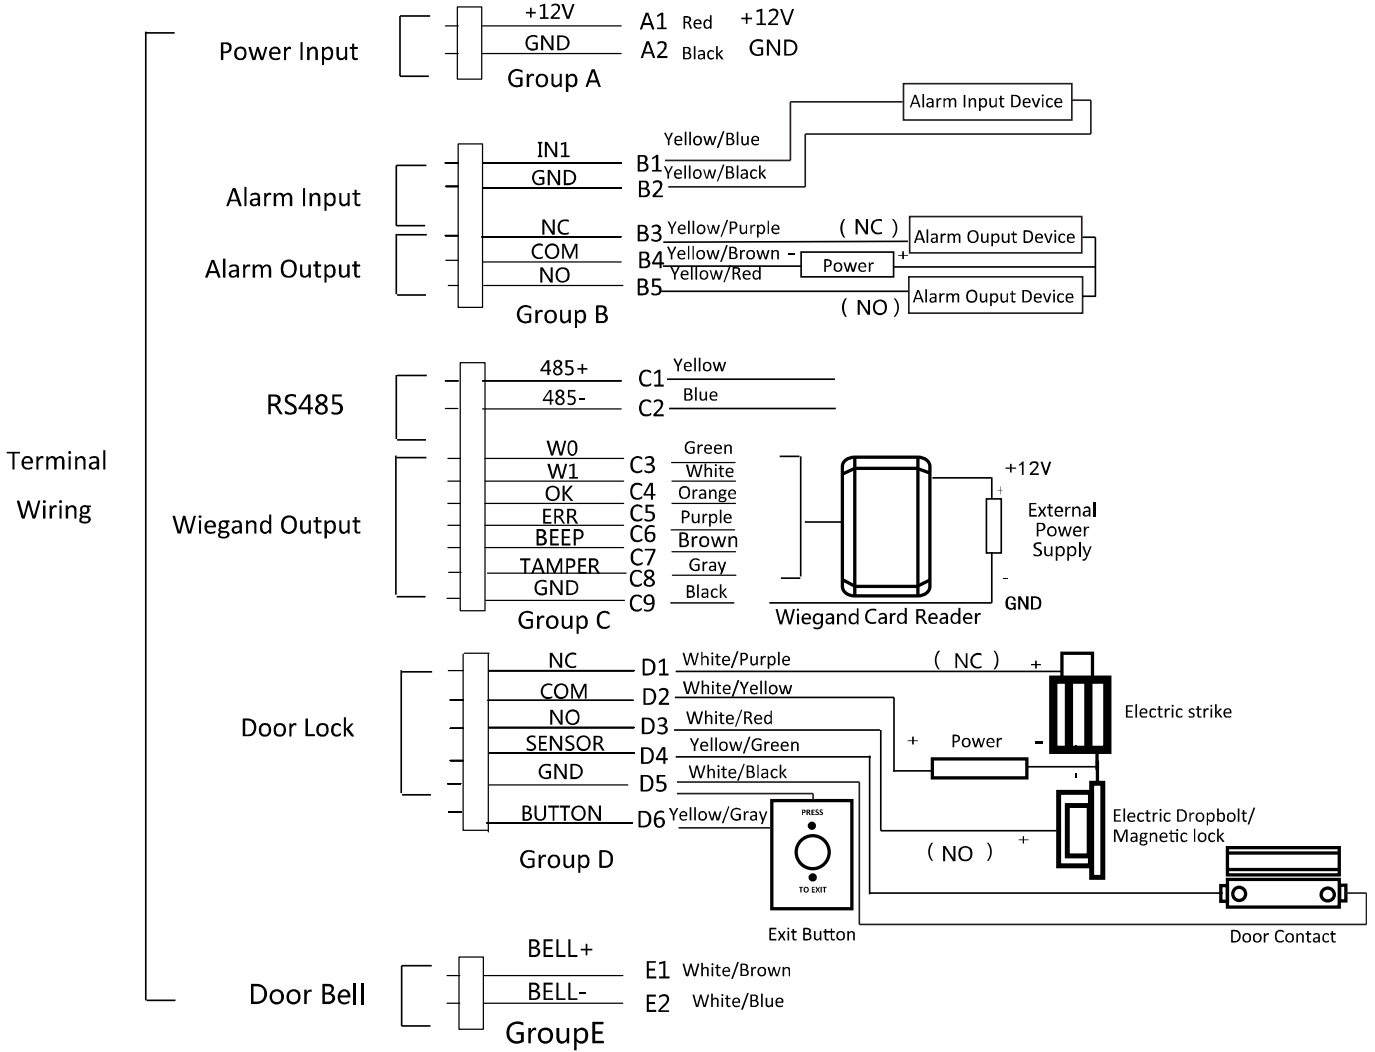 Terminal
Wiring
Power Input
+12V A1 Red +12V
GND A2 Black GND
Group A
Alarm Input Device
Alarm Input
IN1 B1 Yellow/Blue
GND B2 Yellow/Black
Alarm Output
NC B3 Yellow/Purple ( NC ) Alarm Ouput Device
COM B4 Yellow/Brown - Power +
NO B5 Yellow/Red ( NO ) Alarm Ouput Device
Group B
RS485
485+ C1 Yellow
485- C2 Blue
Wiegand Output
W0 C3 Green
W1 C4 White
OK C5 Orange
ERR C6 Purple
BEEP C7 Brown
TAMPER C8 Gray
GND C9 Black
Group C
Wiegand Card Reader
+12V
+
External
Power
Supply
-
GND
Door Lock
NC D1 White/Purple ( NC ) +
COM D2 White/Yellow
NO D3 White/Red
SENSOR D4 Yellow/Green
GND D5 White/Black
BUTTON D6 Yellow/Gray
Group D
+ Power -
Electric strike
-
Electric Dropbolt/
Magnetic lock
( NO ) +
PRESS
TO EXIT
Exit Button
Door Contact
Door Bell
BELL+ E1 White/Brown
BELL- E2 White/Blue
GroupE